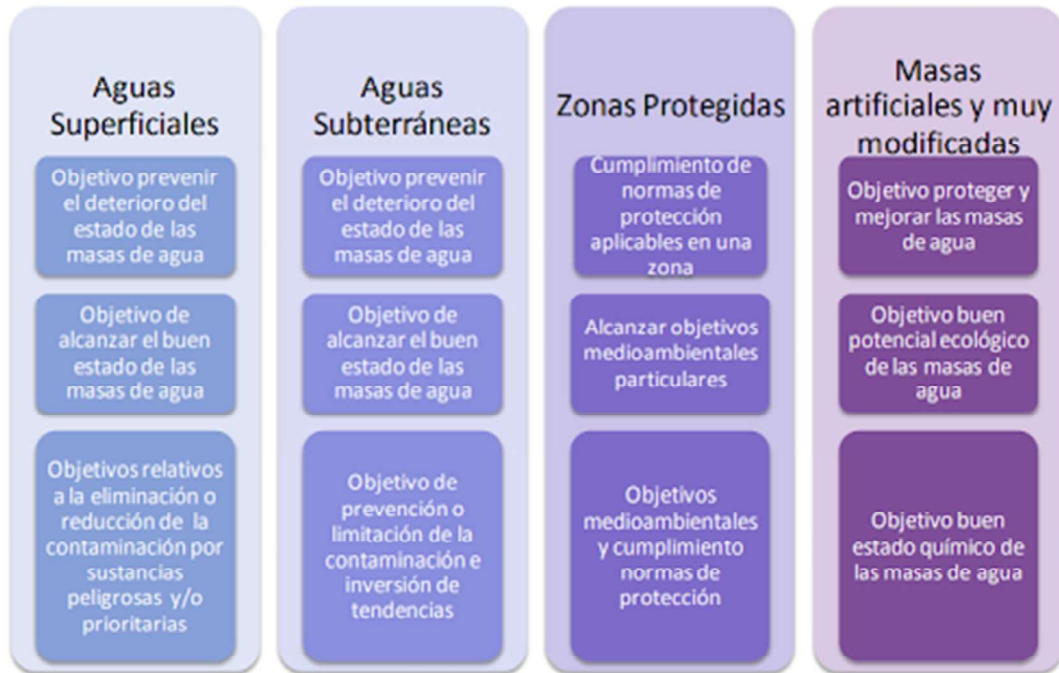 Aguas
Superficiales
Objetivo prevenir
el deterioro del
estado de las
masas de agua
Objetivo de
alcanzar el buen
estado de las
masas de agua
Objetivos relativos
a la eliminación o
reducción de la
contaminación por
sustancias
peligrosas y/o
prioritarias
Aguas
Subterráneas
Objetivo prevenir
el deterioro del
estado de las
masas de agua
Objetivo de
alcanzar el buen
estado de las
masas de agua
Objetivo de
prevención o
limitación de la
contaminación e
inversión de
tendencias
Zonas Protegidas
Cumplimiento de
normas de
protección
aplicables en una
zona
Alcanzar objetivos
medioambientales
particulares
Objetivos
medioambientales
y cumplimiento
normas de
protección
Masas
artificiales y muy
modificadas
Objetivo proteger y
mejorar las masas
de agua
Objetivo buen
potencial ecológico
de las masas de
agua
Objetivo buen
estado químico de
las masas de agua